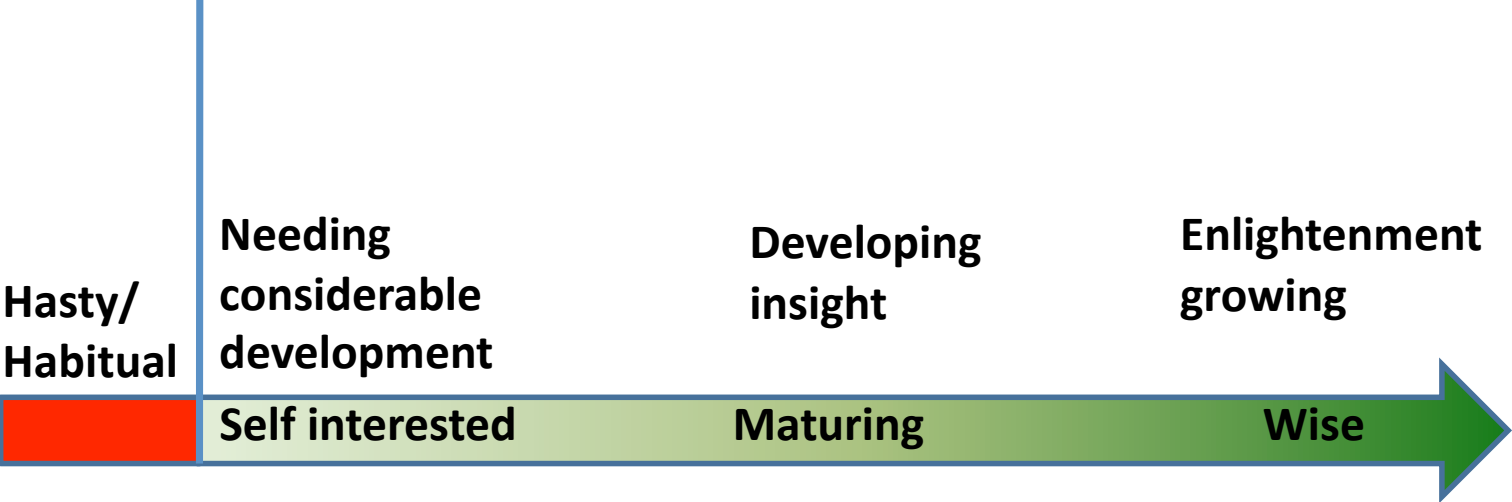 Hasty/
Habitual
Needing
considerable
development
Developing
insight
Enlightenment
growing
Self interested
Maturing
Wise